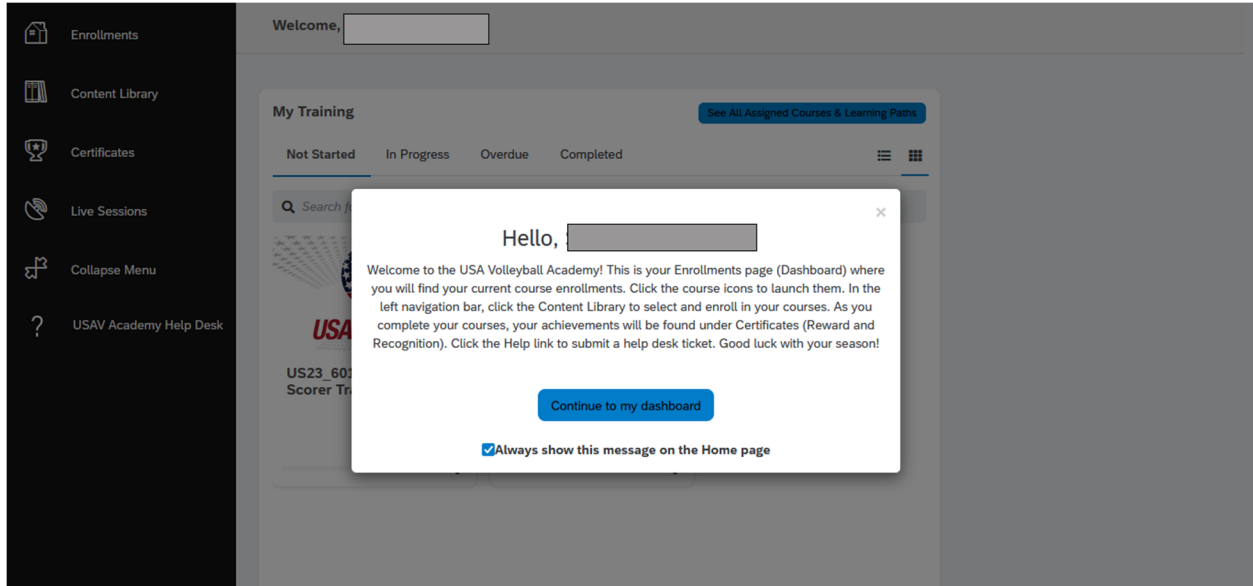 Enrollments
Content Library
Certificates
Live Sessions
Collapse Menu
USAV Academy Help Desk
Welcome,
My Training
See All Assigned Courses & Learning Paths
Not Started
In Progress
Overdue
Completed
Search
USA
US23_601
Scorer
×
Hello,
Welcome to the USA Volleyball Academy! This is your Enrollments page (Dashboard) where
you will find your current course enrollments. Click the course icons to launch them. In the
left navigation bar, click the Content Library to select and enroll in your courses. As you
complete your courses, your achievements will be found under Certificates (Reward and
Recognition). Click the Help link to submit a help desk ticket. Good luck with your season!
Continue to my dashboard
Always show this message on the Home page